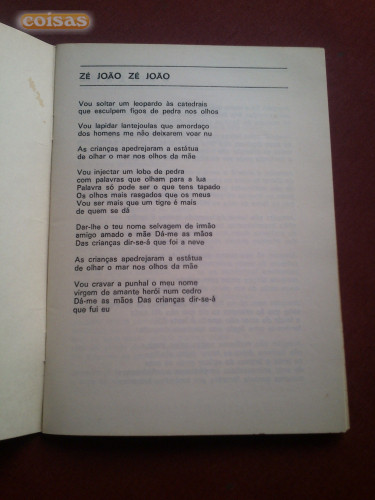 coisas
ZÉ JOÃO ZÉ JOÃO
Vou soltar um leopardo às catedrais
que esculpem figos de pedra nos olhos
Vou lapidar lantejoulas que amordaço
dos homens me não deixarem voar nu
As crianças apedrejaram a estátua
de olhar o mar nos olhos da mãe
Vou injectar um lobo de pedra
com palavras que olham para a lua
Palavra só pode ser o que tens tapado
Os olhos mais rasgados que os meus
Vou ser mais que um tigre é mais
de quem se dá
Dar-lhe o teu nome selvagem de irmão
amigo amado e mãe Dá-me as mãos
Das crianças dir-se-á que foi a neve
As crianças apedrejaram a estátua
de olhar o mar nos olhos da mãe
Vou cravar a punhal o meu nome
virgem de amante herói num cedro
Dá-me as mãos Das crianças dir-se-á
que fui eu